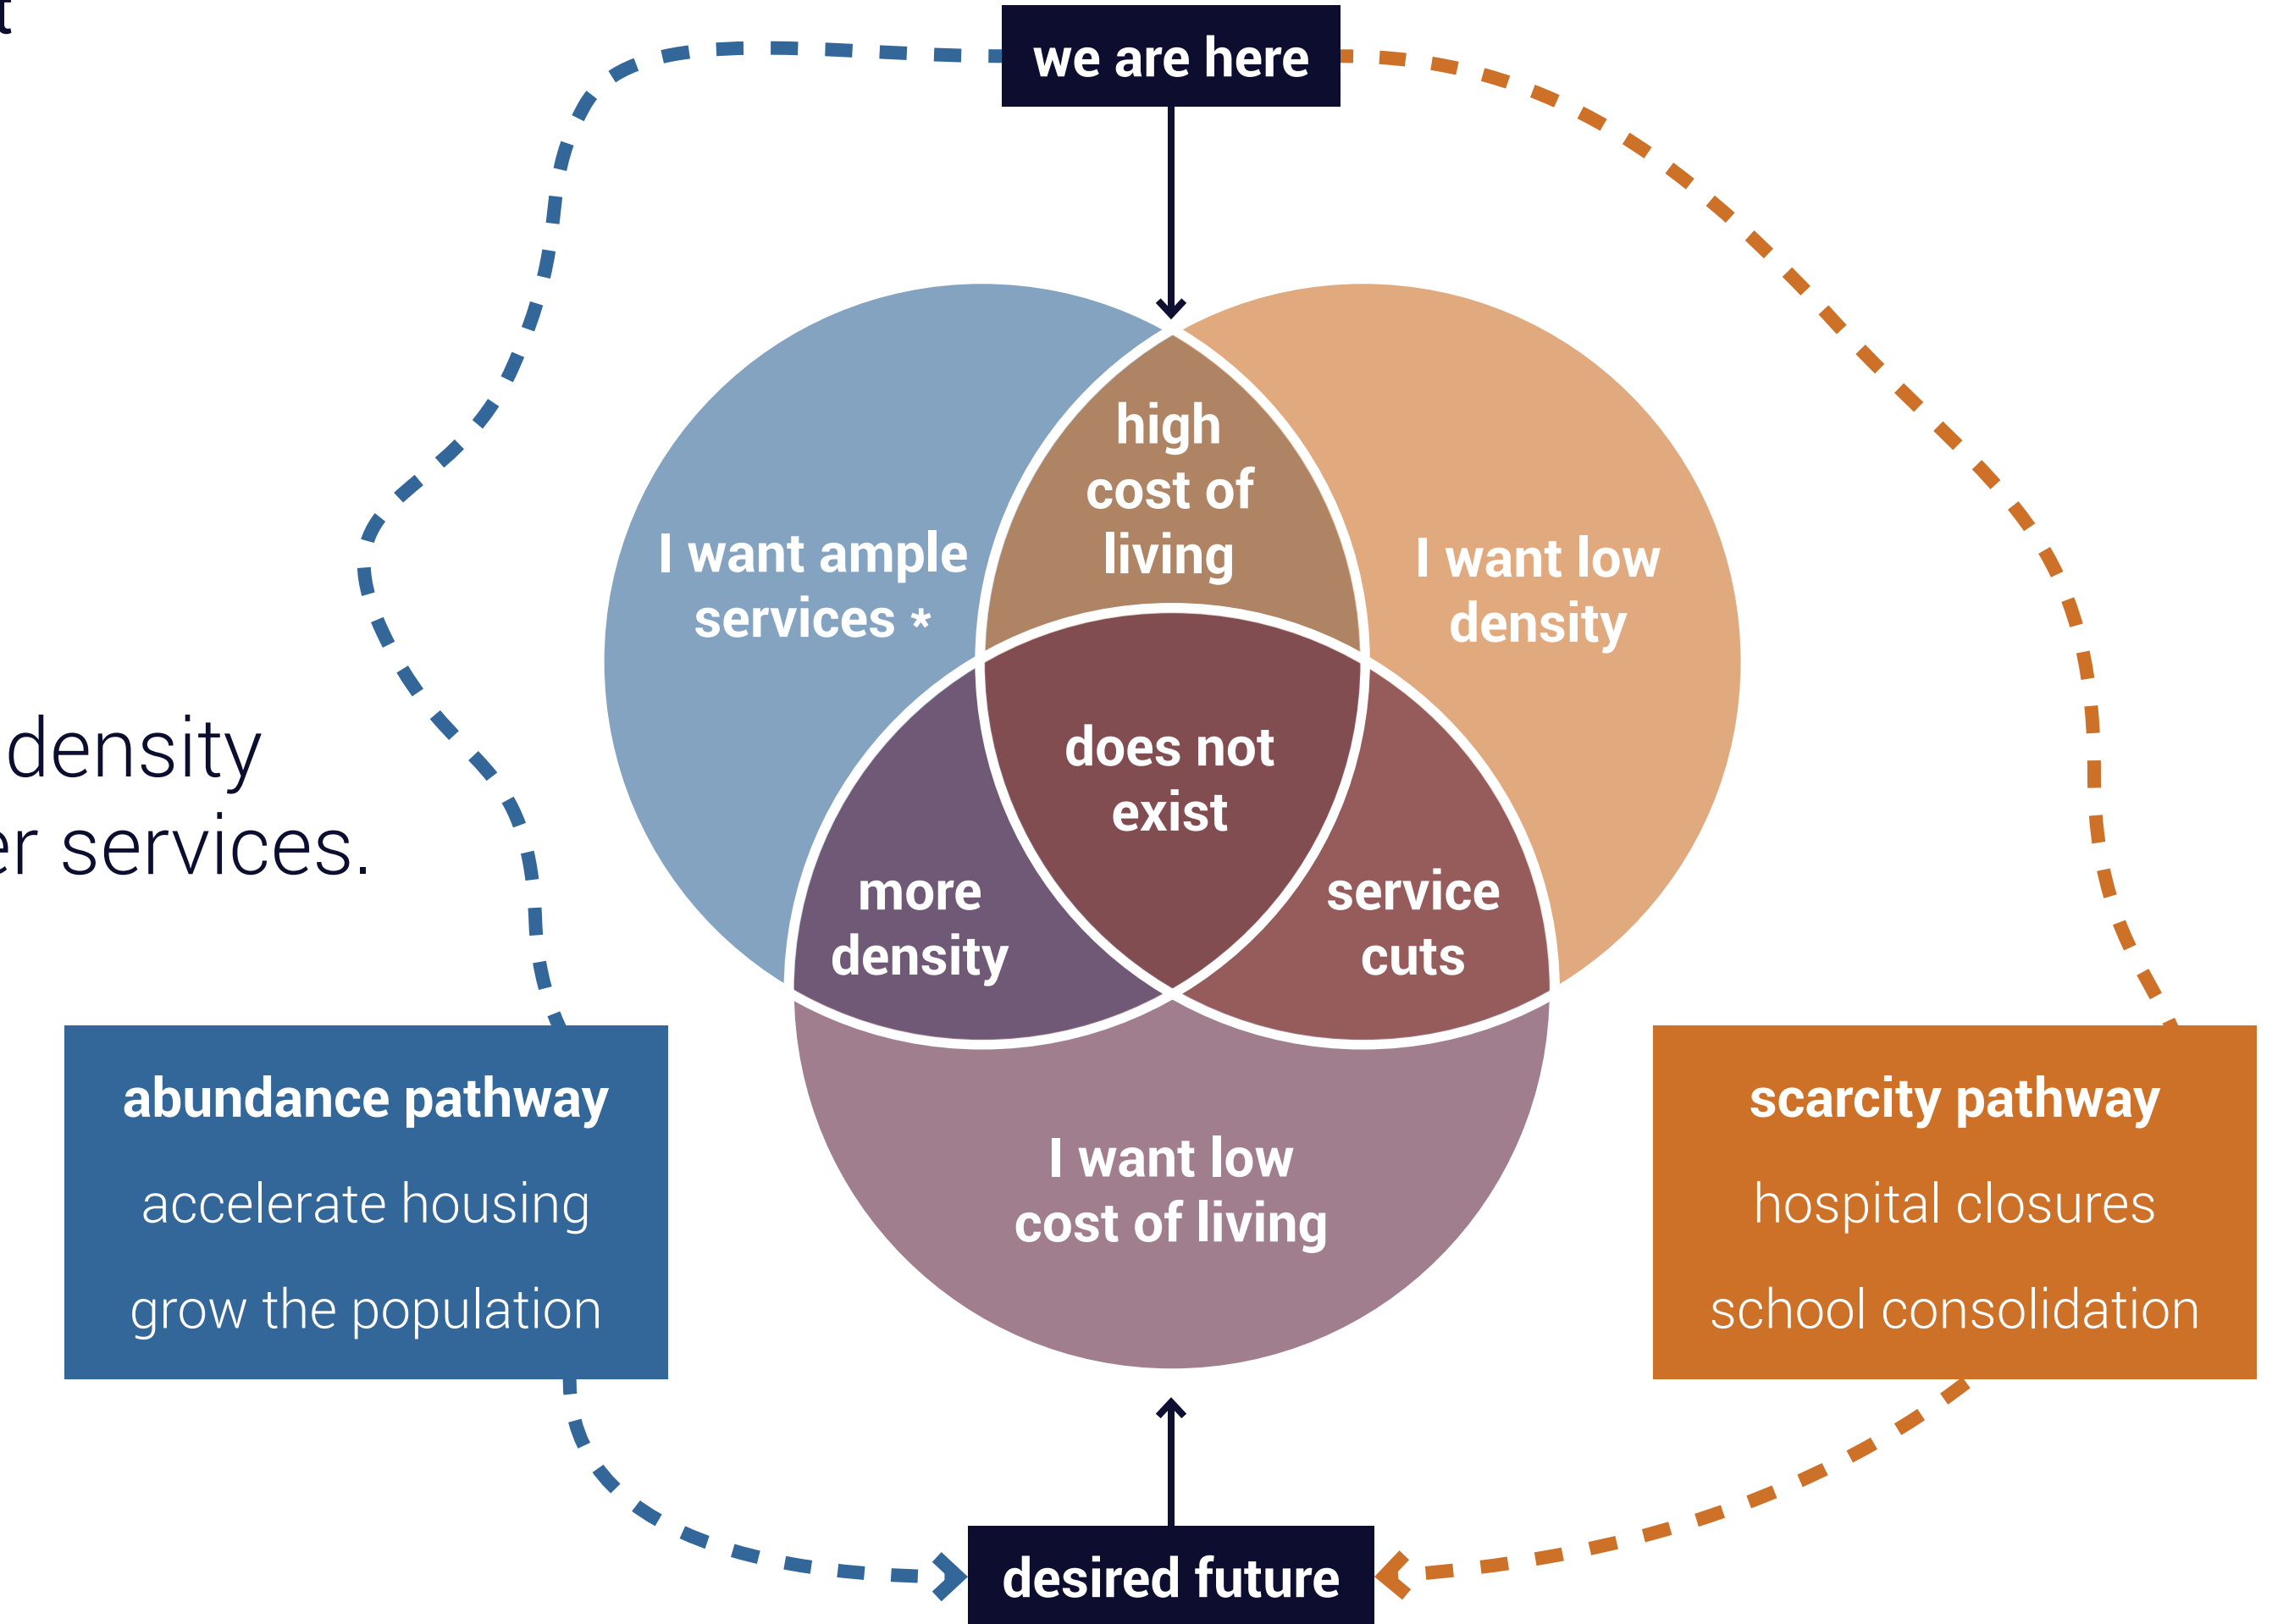 we are here
high
cost of
living
I want ample
services *
I want low
density
density
services.
does not
exist
more
density
service
cuts
abundance pathway
accelerate housing
grow the population
I want low
cost of living
scarcity pathway
hospital closures
school consolidation
desired future